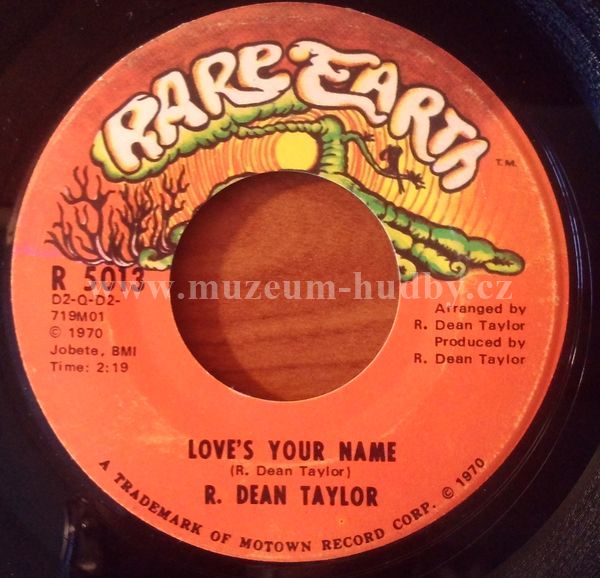 RARE EARTH
T.M.
R 5013
D2-Q-D2-
719M01
© 1970
Jobete, BMI
Time: 2:19
www.muzeum-hudby.cz
Arranged by
R. Dean Taylor
Produced by
R. Dean Taylor
LOVE'S YOUR NAME
(R. Dean Taylor)
R. DEAN TAYLOR
A TRADEMARK OF MOTOWN RECORD CORP. © 1970